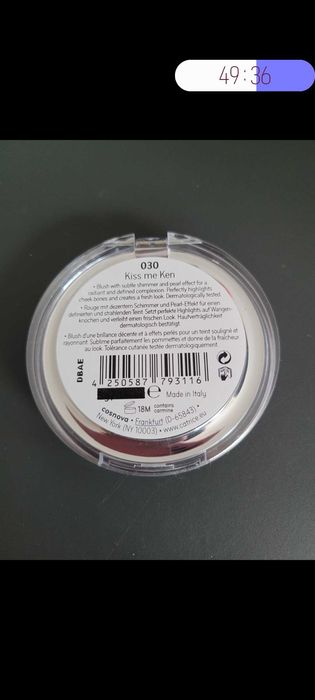 49:36
030
Kiss me Ken
• Blush with subtle shimmer and pearl effect for a
radiant and defined complexion. Perfectly highlights
cheek bones and creates a fresh look. Dermatologically tested.
• Rouge mit dezentem Schimmer und Pearl-Effekt für einen
definierten und strahlenden Teint. Setzt perfekte Highlights auf Wangen-
knochen und verleiht einen frischen Look. Hautverträglichkeit
dermatologisch bestätigt.
• Blush d'une brillance décente et à effets perlés pour un teint souligné et
rayonnant. Sublime parfaitement les pommettes et donne de la fraîcheur
au look. Tolérance cutanée testée dermatologiquement.
DBAE
4 250587 793116
e Made in Italy
18M contains
carmine
cosnova • Frankfurt (D-65843) •
New York (NY 10003) • www.catrice.eu